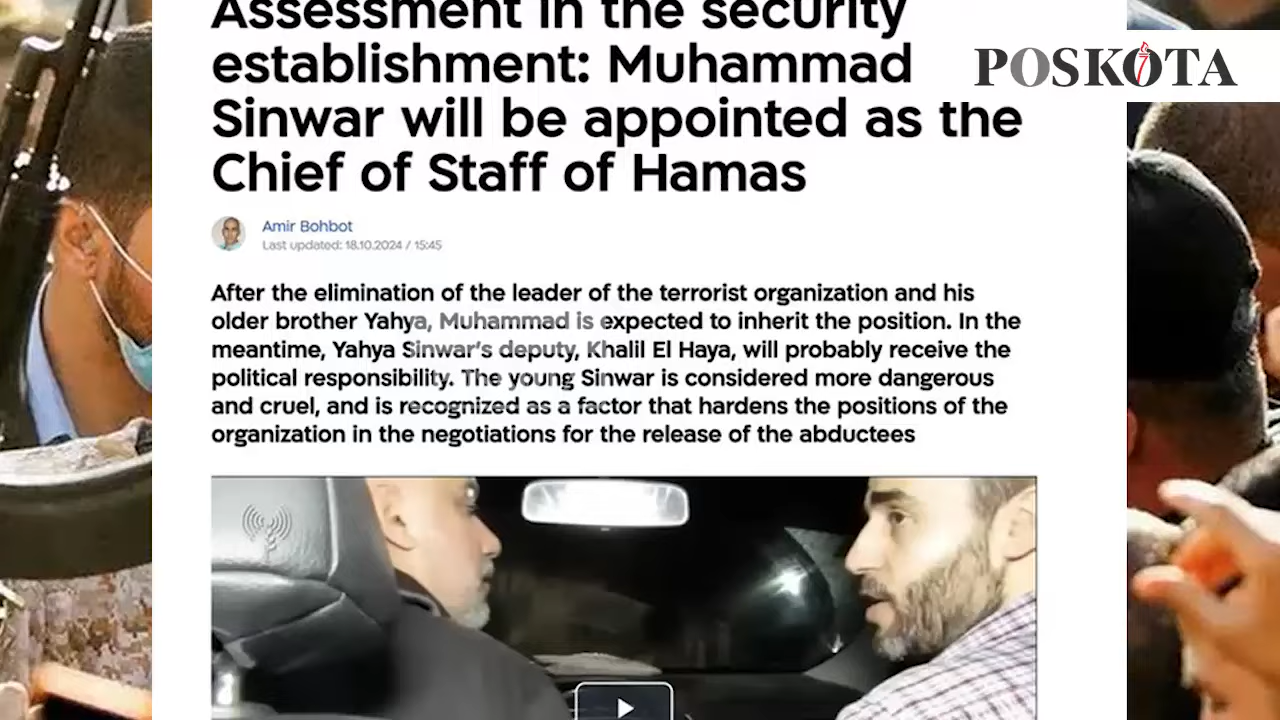 Assessment in the security
establishment: Muhammad
Sinwar will be appointed as the
Chief of Staff of Hamas
POSKOTA
Amir Bohbot
Last updated: 18.10.2024 / 15:45
After the elimination of the leader of the terrorist organization and his
older brother Yahya, Muhammad is expected to inherit the position. In the
meantime, Yahya Sinwar's deputy, Khalil El Haya, will probably receive the
political responsibility. The young Sinwar is considered more dangerous
and cruel, and is recognized as a factor that hardens the positions of the
organization in the negotiations for the release of the abductees